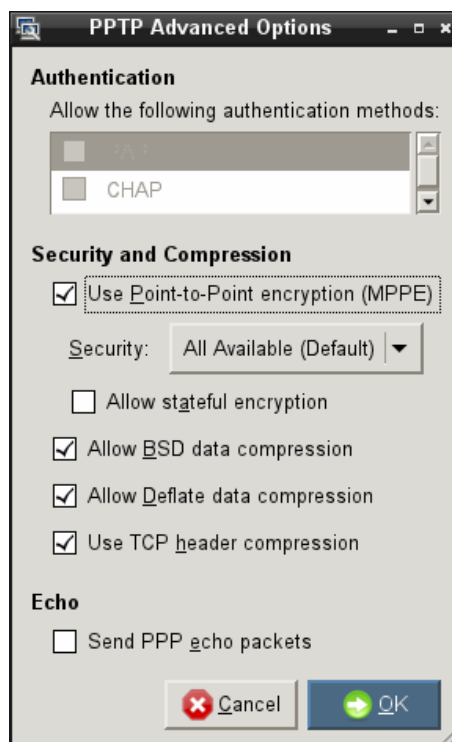 PPTP Advanced Options
Authentication
Allow the following authentication methods:
CHAP
Security and Compression
Use Point-to-Point encryption (MPPE)
Security: All Available (Default)
Allow stateful encryption
Allow BSD data compression
Allow Deflate data compression
Use TCP header compression
Echo
Send PPP echo packets
Cancel OK